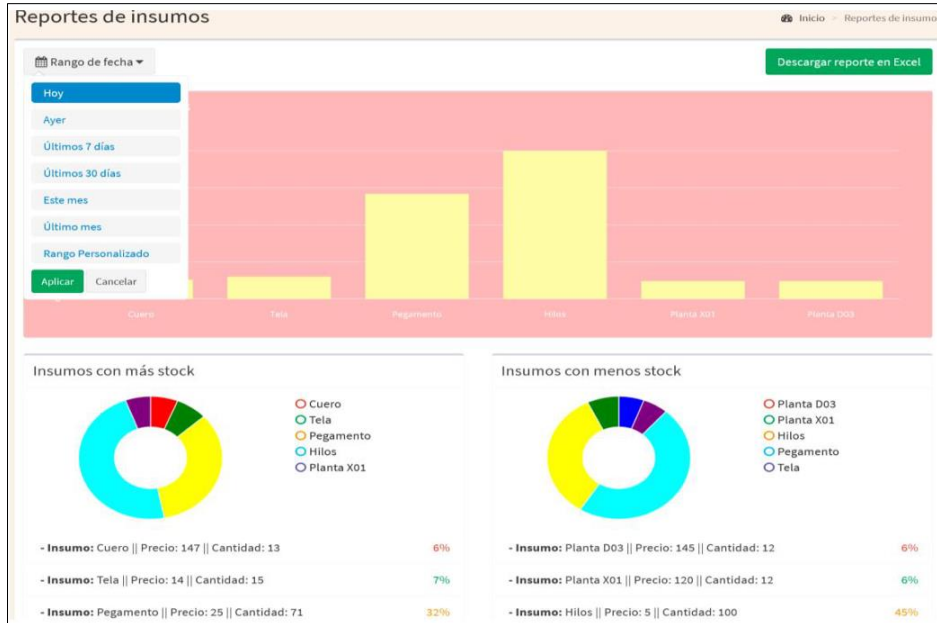 Reportes de insumos
Inicio > Reportes de insumo
Rango de fecha
Descargar reporte en Excel
Hoy
Ayer
Últimos 7 días
Últimos 30 días
Este mes
Último mes
Rango Personalizado
Aplicar Cancelar
Cuero Tela Pegamento Hilos Planta X01 Planta D03
Insumos con más stock
Cuero
Tela
Pegamento
Hilos
Planta X01
- Insumo: Cuero || Precio: 147 || Cantidad: 13 6%
- Insumo: Tela || Precio: 14 || Cantidad: 15 7%
- Insumo: Pegamento || Precio: 25 || Cantidad: 71 32%
Insumos con menos stock
Planta D03
Planta X01
Hilos
Pegamento
Tela
- Insumo: Planta D03 || Precio: 145 || Cantidad: 12 6%
- Insumo: Planta X01 || Precio: 120 || Cantidad: 12 6%
- Insumo: Hilos || Precio: 5 || Cantidad: 100 45%